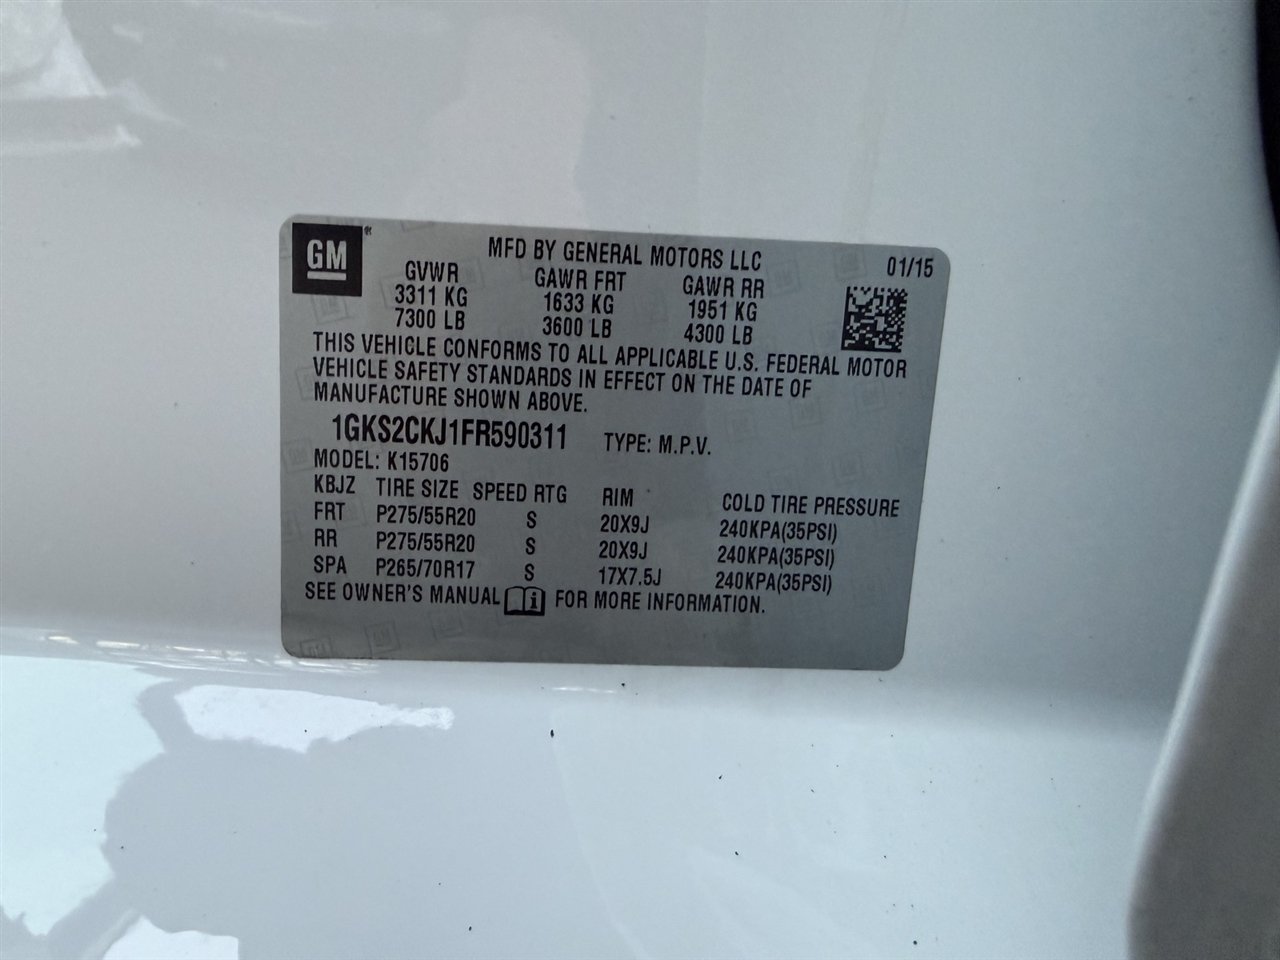 GM®
MFD BY GENERAL MOTORS LLC 01/15
GVWR GAWR FRT GAWR RR
3311 KG 1633 KG 1951 KG
7300 LB 3600 LB 4300 LB
THIS VEHICLE CONFORMS TO ALL APPLICABLE U.S. FEDERAL MOTOR
VEHICLE SAFETY STANDARDS IN EFFECT ON THE DATE OF
MANUFACTURE SHOWN ABOVE.
1GKS2CKJ1FR590311 TYPE: M.P.V.
MODEL: K15706
KBJZ TIRE SIZE SPEED RTG RIM COLD TIRE PRESSURE
FRT P275/55R20 S 20X9J 240KPA(35PSI)
RR P275/55R20 S 20X9J 240KPA(35PSI)
SPA P265/70R17 S 17X7.5J 240KPA(35PSI)
SEE OWNER'S MANUAL i FOR MORE INFORMATION.